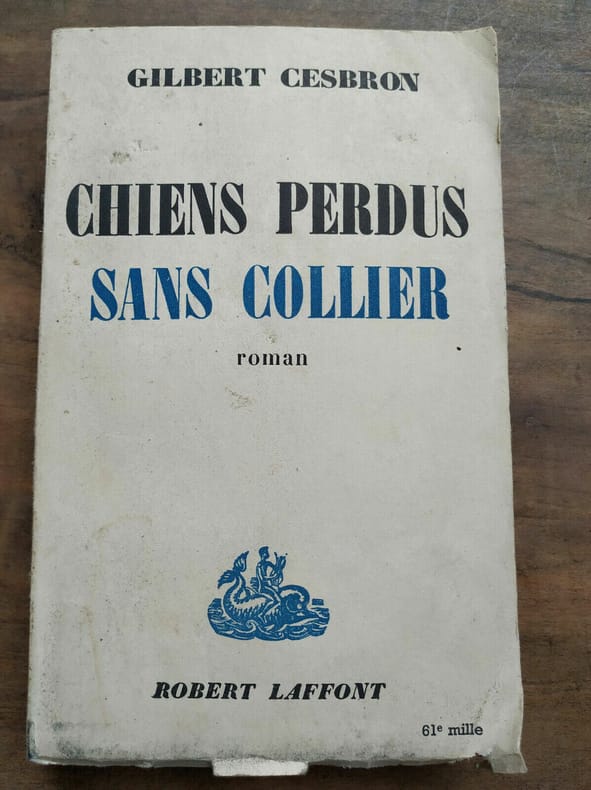 GILBERT CESBRON
CHIENS PERDUS
SANS COLLIER
roman
ROBERT LAFFONT
61e mille